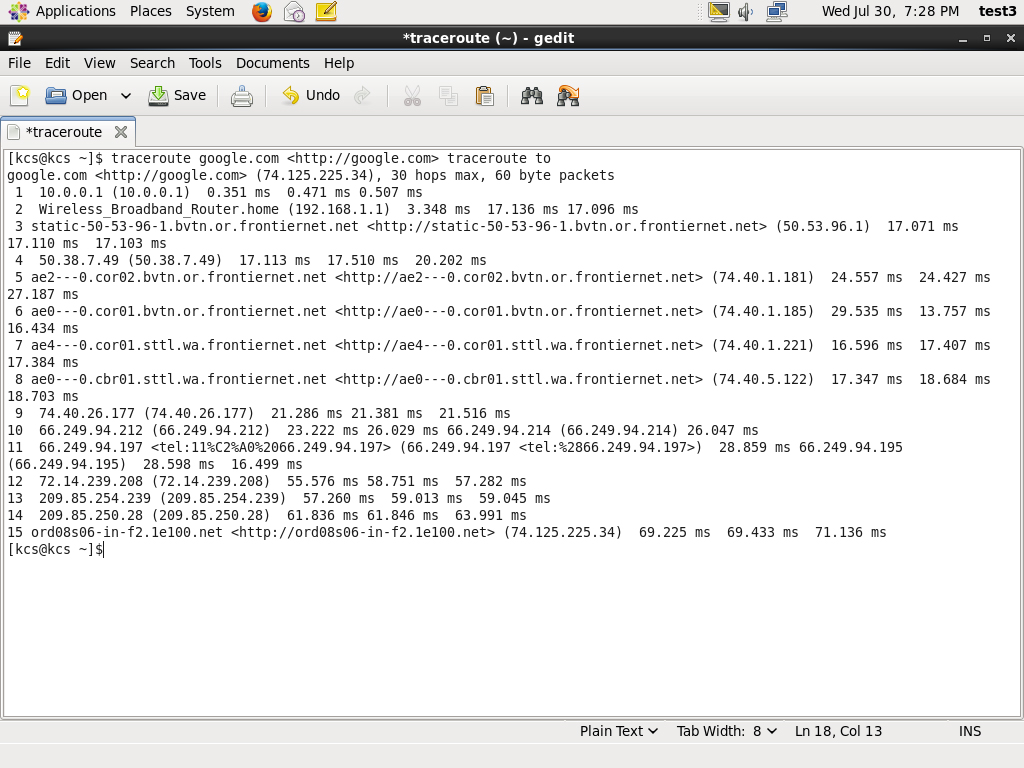 Applications Places System Wed Jul 30, 7:28 PM test3
*traceroute (~) - gedit
File Edit View Search Tools Documents Help
Open Save Undo
*traceroute
[kcs@kcs ~]$ traceroute google.com <http://google.com> traceroute to
google.com <http://google.com> (74.125.225.34), 30 hops max, 60 byte packets
 1  10.0.0.1 (10.0.0.1)  0.351 ms  0.471 ms 0.507 ms
 2  Wireless_Broadband_Router.home (192.168.1.1)  3.348 ms  17.136 ms 17.096 ms
 3 static-50-53-96-1.bvtn.or.frontiernet.net <http://static-50-53-96-1.bvtn.or.frontiernet.net> (50.53.96.1)  17.071 ms
17.110 ms  17.103 ms
 4  50.38.7.49 (50.38.7.49)  17.113 ms  17.510 ms  20.202 ms
 5 ae2---0.cor02.bvtn.or.frontiernet.net <http://ae2---0.cor02.bvtn.or.frontiernet.net> (74.40.1.181)  24.557 ms  24.427 ms
27.187 ms
 6 ae0---0.cor01.bvtn.or.frontiernet.net <http://ae0---0.cor01.bvtn.or.frontiernet.net> (74.40.1.185)  29.535 ms  13.757 ms
16.434 ms
 7 ae4---0.cor01.sttl.wa.frontiernet.net <http://ae4---0.cor01.sttl.wa.frontiernet.net> (74.40.1.221)  16.596 ms  17.407 ms
17.384 ms
 8 ae0---0.cbr01.sttl.wa.frontiernet.net <http://ae0---0.cbr01.sttl.wa.frontiernet.net> (74.40.5.122)  17.347 ms  18.684 ms
18.703 ms
 9  74.40.26.177 (74.40.26.177)  21.286 ms 21.381 ms  21.516 ms
10  66.249.94.212 (66.249.94.212)  23.222 ms 26.029 ms 66.249.94.214 (66.249.94.214) 26.047 ms
11  66.249.94.197 <tel:11%C2%A0%2066.249.94.197> (66.249.94.197 <tel:%2866.249.94.197>)  28.859 ms 66.249.94.195
(66.249.94.195)  28.598 ms  16.499 ms
12  72.14.239.208 (72.14.239.208)  55.576 ms 58.751 ms  57.282 ms
13  209.85.254.239 (209.85.254.239)  57.260 ms  59.013 ms  59.045 ms
14  209.85.250.28 (209.85.250.28)  61.836 ms 61.846 ms  63.991 ms
15 ord08s06-in-f2.1e100.net <http://ord08s06-in-f2.1e100.net> (74.125.225.34)  69.225 ms  69.433 ms  71.136 ms
[kcs@kcs ~]$
Plain Text Tab Width: 8 Ln 18, Col 13 INS